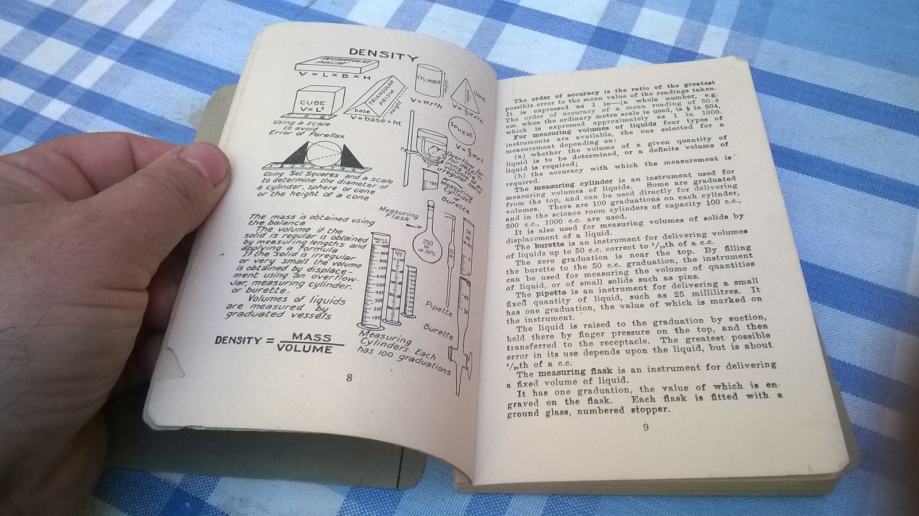 DENSITY
RECTANGULAR
PRISM
V = L × B × H
CUBE
V = L³
TRIANGULAR
PRISM
base
height
V = base × ht
CYLINDER
V = πr²h
CONE
SPHERE
Using a scale
to avoid
Error of Parallax
Using Set Squares and a scale
to determine the diameter of
a cylinder, sphere or cone
or the height of a cone
Measuring
Cylinder
or
Burette
The mass is obtained using
the balance
The volume if the
solid is regular is obtained
by measuring lengths and
applying a formula
If the solid is irregular
or very small the volume
is obtained by displace-
ment using an overflow
Jar, measuring cylinder,
or burette.
Volumes of liquids
are measured by
graduated vessels
Measuring
Flask
250
Pipette
Burette
Measuring
Cylinders. Each
has 100 graduations
DENSITY = MASS
VOLUME
8
The order of accuracy is the ratio of the greatest
possible error to the mean value of the readings taken.
It is expressed as 1 in—(a whole number, e.g.
The order of accuracy of a mean reading of 50.4
cm. when the ordinary metre scale is used, is ½ in 504,
which is expressed approximately as 1 in 1000.
For measuring volumes of liquids four types of
instruments are available, the one selected for a
measurement depending on:
(a) whether the volume of a given quantity of
liquid is to be determined, or a definite volume of
liquid is required;
(b) the accuracy with which the measurement is
required.
The measuring cylinder is an instrument used for
measuring volumes of liquids. Some are graduated
from the top, and can be used directly for delivering
volumes. There are 100 graduations on each cylinder,
and in the science room cylinders of capacity 100 c.c.,
500 c.c., 1000 c.c. are used.
It is also used for measuring volumes of solids by
displacement of a liquid.
The burette is an instrument for delivering volumes
of liquids up to 50 c.c. correct to th of a c.c.
The zero graduation is near the top. By filling
the burette to the 50 c.c. graduation, the instrument
can be used for measuring the volume of quantities
of liquid, or of small solids such as pins.
The pipette is an instrument for delivering a small
fixed quantity of liquid, such as 25 millilitres. It
has one graduation, the value of which is marked on
the instrument.
The liquid is raised to the graduation by suction,
held there by finger pressure on the top, and then
transferred to the receptacle. The greatest possible
error in its use depends upon the liquid, but is about
th of a c.c.
The measuring flask is an instrument for delivering
a fixed volume of liquid.
It has one graduation, the value of which is en-
graved on the flask. Each flask is fitted with a
ground glass, numbered stopper.
9